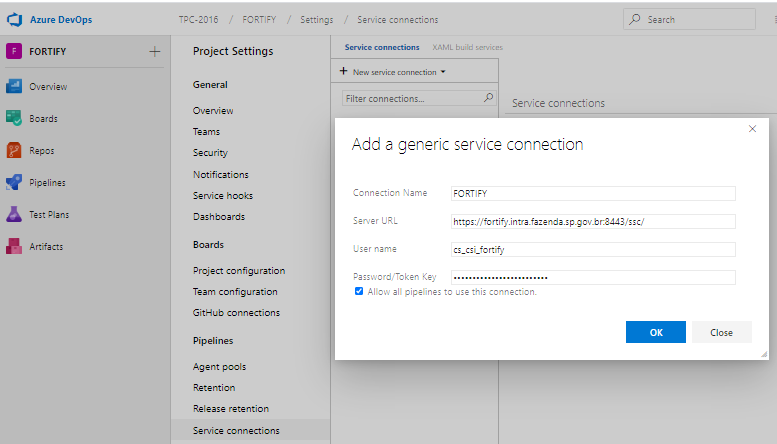 Azure DevOps
TPC-2016 / FORTIFY / Settings / Service connections
Search
F FORTIFY
Overview
Boards
Repos
Pipelines
Test Plans
Artifacts
Project Settings
General
Overview
Teams
Security
Notifications
Service hooks
Dashboards
Boards
Project configuration
Team configuration
GitHub connections
Pipelines
Agent pools
Retention
Release retention
Service connections
Service connections XAML build services
+ New service connection
Filter connections...
Service connections
Add a generic service connection
Connection Name FORTIFY
Server URL https://fortify.intra.fazenda.sp.gov.br:8443/ssc/
User name cs_csi_fortify
Password/Token Key •••••••••••••••••••••••••
Allow all pipelines to use this connection.
OK Close